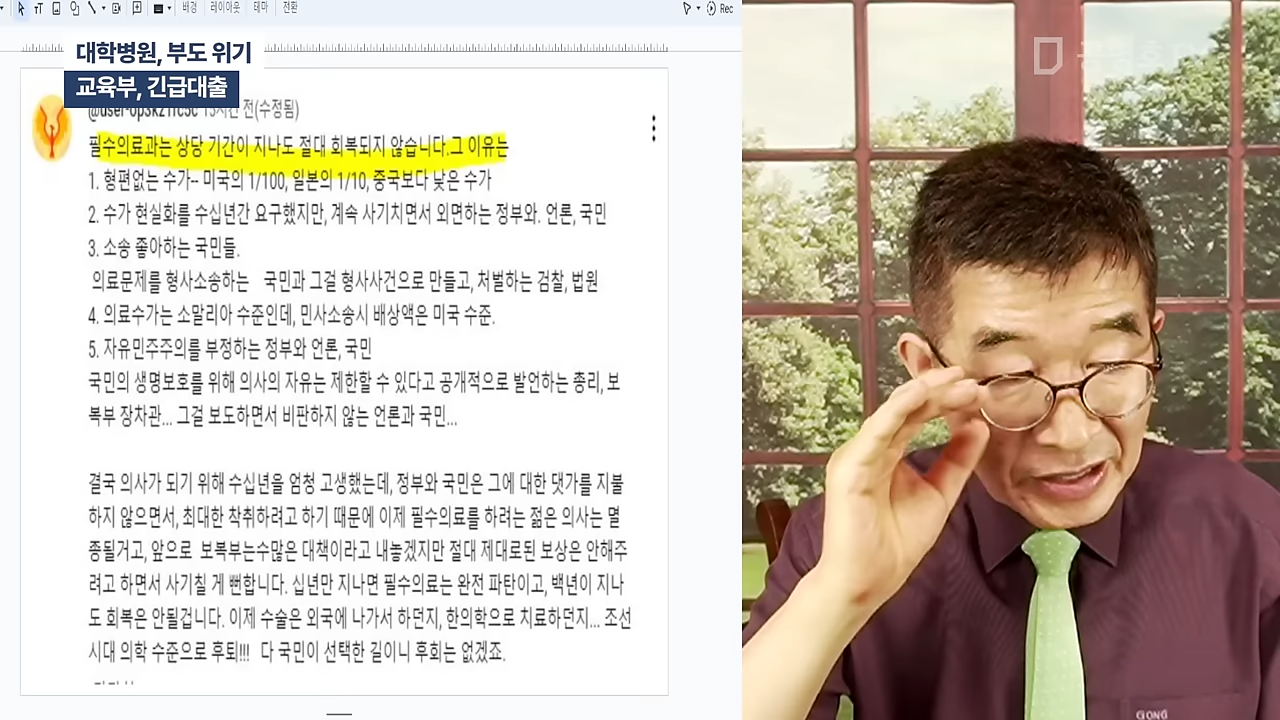 배경 레이아웃 테마 전환
Rec
대학병원, 부도 위기
교육부, 긴급대출
전(수정됨)
필수의료과는 상당 기간이 지나도 절대 회복되지 않습니다.그 이유는
1. 형편없는 수가-- 미국의 1/100, 일본의 1/10, 중국보다 낮은 수가
2. 수가 현실화를 수십년간 요구했지만, 계속 사기치면서 외면하는 정부와. 언론, 국민
3. 소송 좋아하는 국민들.
의료문제를 형사소송하는 국민과 그걸 형사사건으로 만들고, 처벌하는 검찰, 법원
4. 의료수가는 소말리아 수준인데, 민사소송시 배상액은 미국 수준.
5. 자유민주주의를 부정하는 정부와 언론, 국민
국민의 생명보호를 위해 의사의 자유는 제한할 수 있다고 공개적으로 발언하는 총리, 보
복부 장차관... 그걸 보도하면서 비판하지 않는 언론과 국민...
결국 의사가 되기 위해 수십년을 엄청 고생했는데, 정부와 국민은 그에 대한 댓가를 지불
하지 않으면서, 최대한 착취하려고 하기 때문에 이제 필수의료를 하려는 젊은 의사는 멸
종될거고, 앞으로 보복부는수많은 대책이라고 내놓겠지만 절대 제대로된 보상은 안해주
려고 하면서 사기칠 게 뻔합니다. 십년만 지나면 필수의료는 완전 파탄이고, 백년이 지나
도 회복은 안될겁니다. 이제 수술은 외국에 나가서 하던지, 한의학으로 치료하던지... 조선
시대 의학 수준으로 후퇴!!! 다 국민이 선택한 길이니 후회는 없겠죠.
GONG